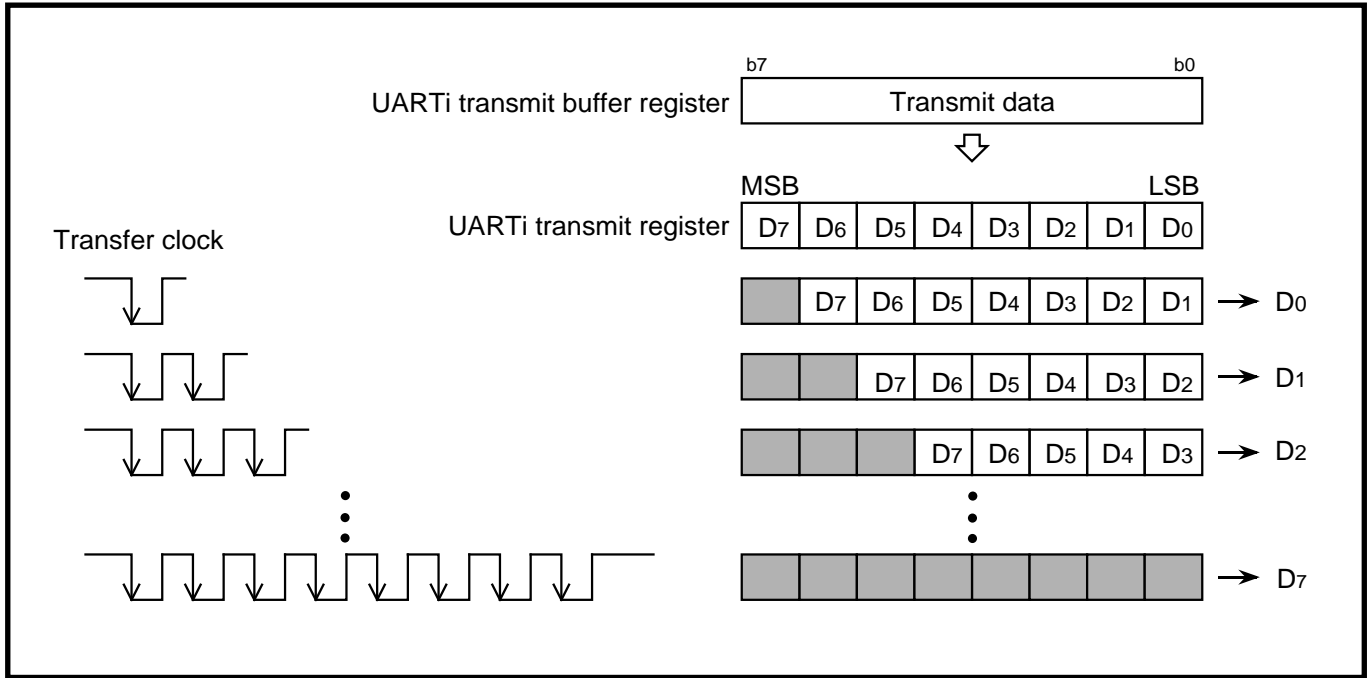 b7 b0
UARTi transmit buffer register Transmit data
MSB LSB
UARTi transmit register D7 D6 D5 D4 D3 D2 D1 D0
Transfer clock
D7 D6 D5 D4 D3 D2 D1 D0
D7 D6 D5 D4 D3 D2 D1
D7 D6 D5 D4 D3 D2
D7